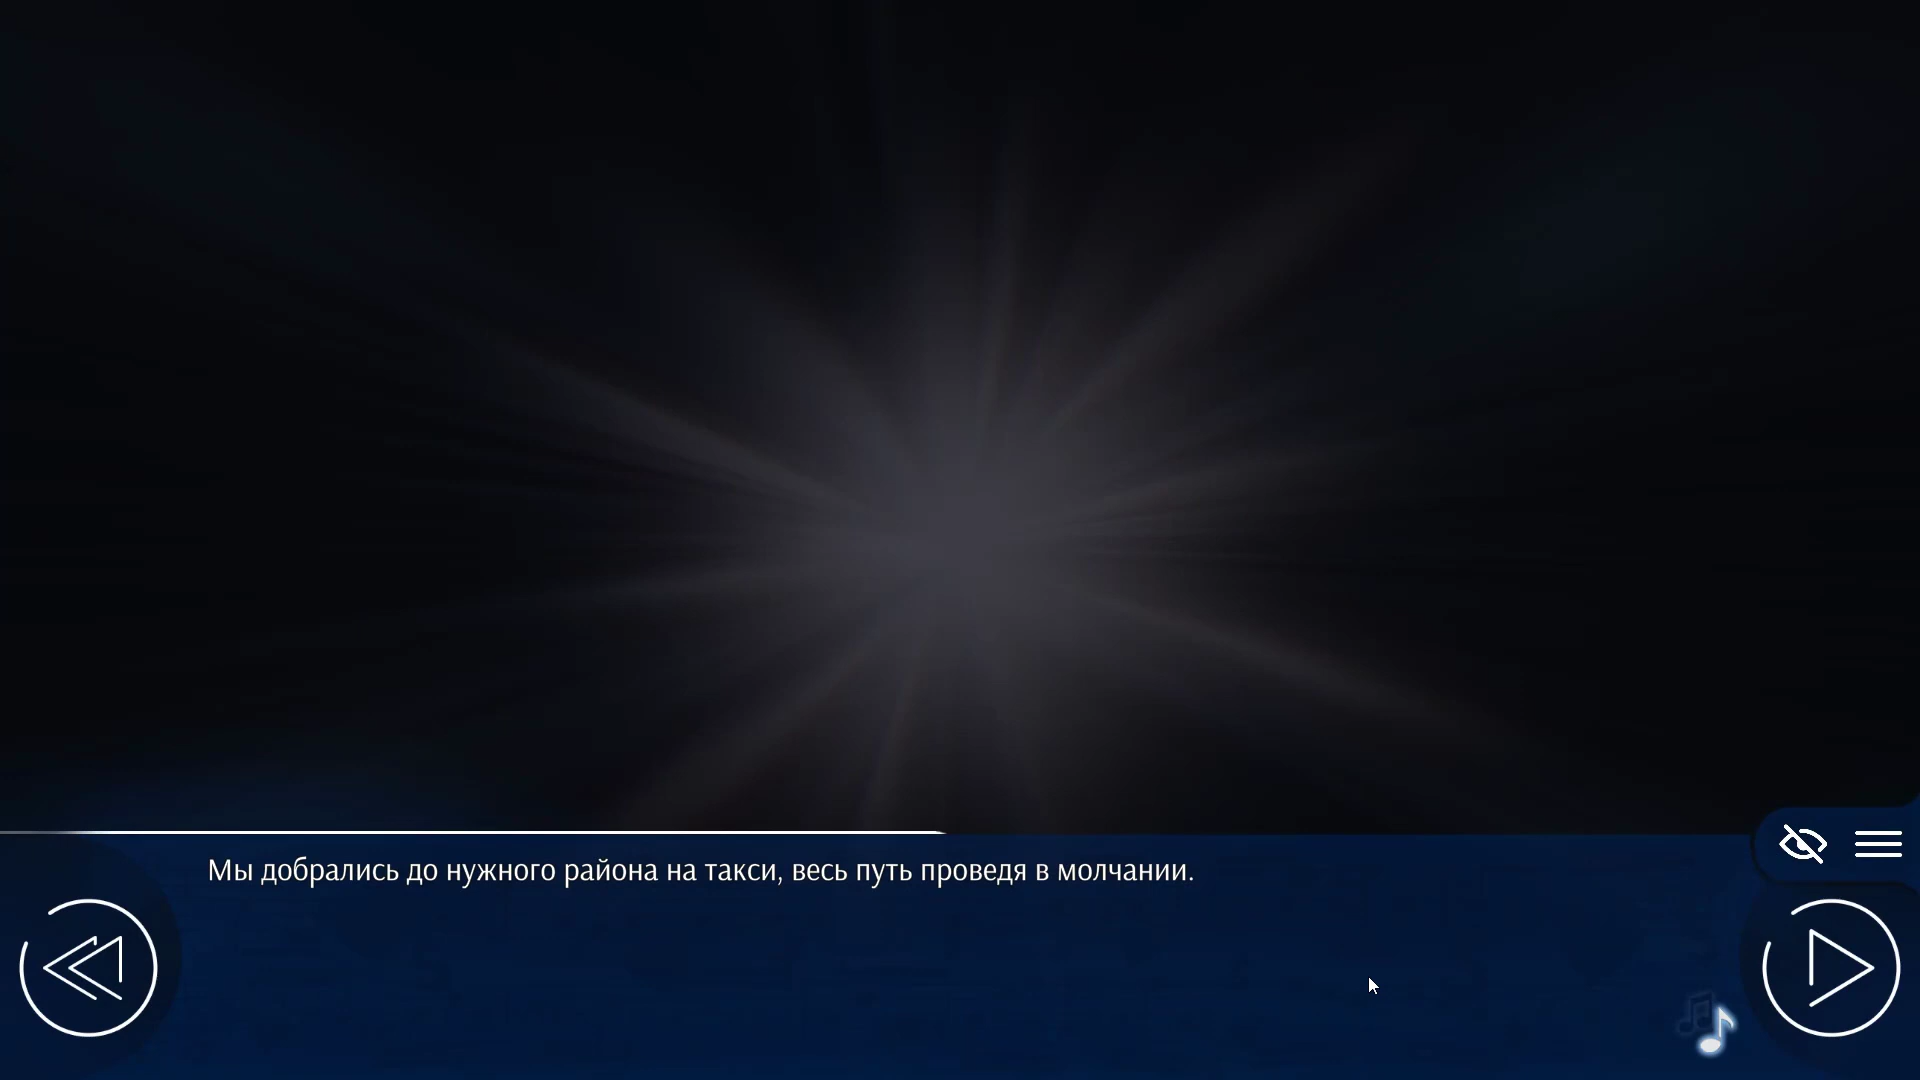 Мы добрались до нужного района на такси, весь путь проведя в молчании.